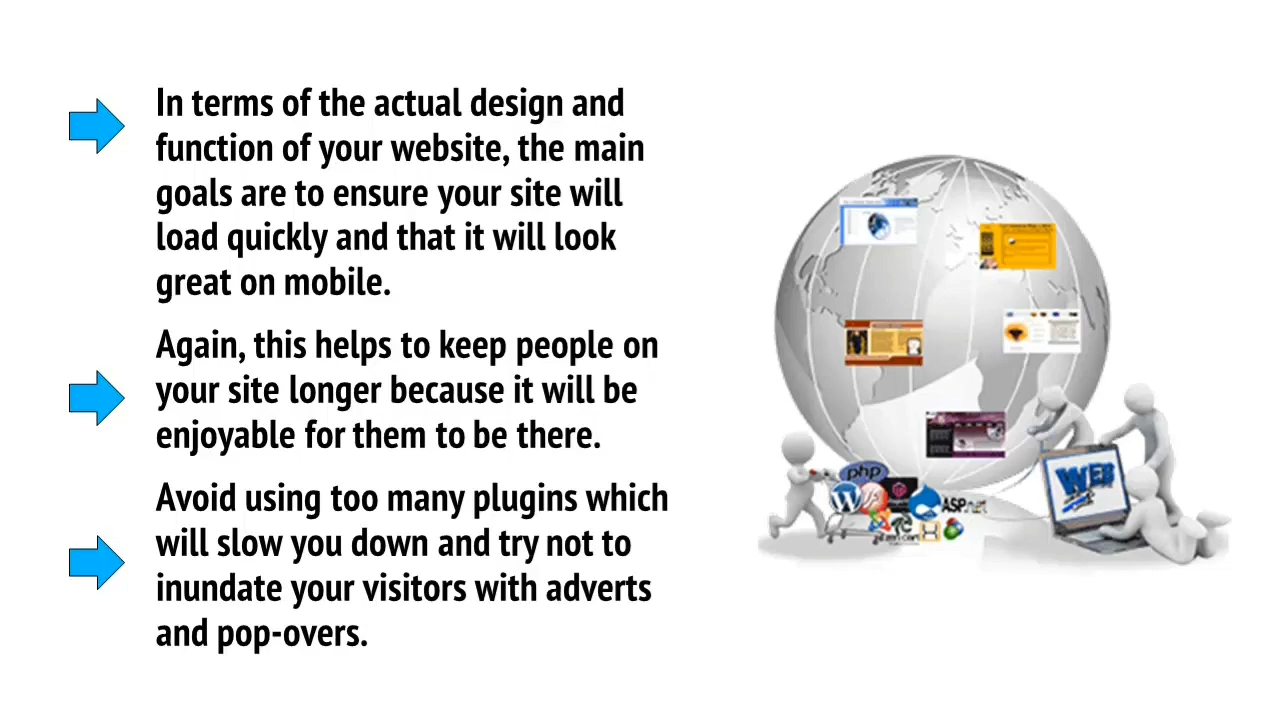 In terms of the actual design and
function of your website, the main
goals are to ensure your site will
load quickly and that it will look
great on mobile.
Again, this helps to keep people on
your site longer because it will be
enjoyable for them to be there.
Avoid using too many plugins which
will slow you down and try not to
inundate your visitors with adverts
and pop-overs.
WEB
php
ASP.net